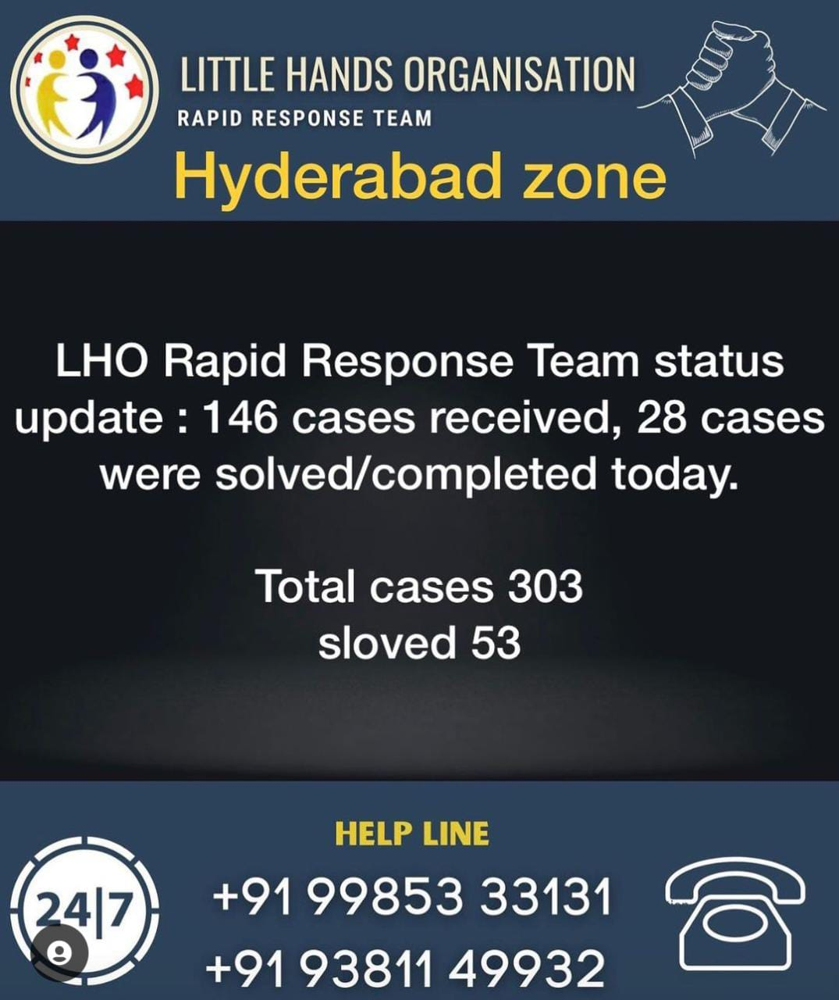 LITTLE HANDS ORGANISATION
RAPID RESPONSE TEAM
Hyderabad zone
LHO Rapid Response Team status
update : 146 cases received, 28 cases
were solved/completed today.
Total cases 303
sloved 53
HELP LINE
24|7
+91 99853 33131
+91 93811 49932